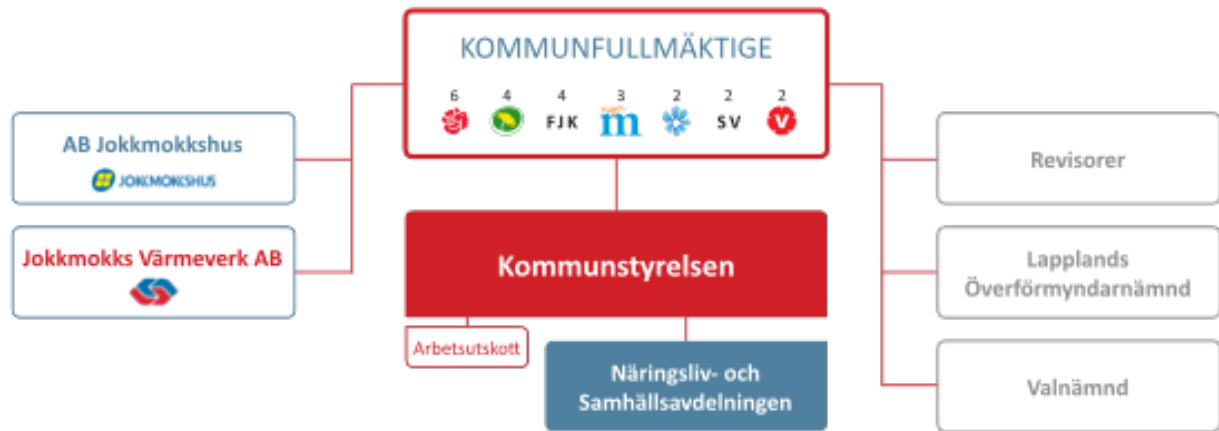 KOMMUNFULLMÄKTIGE
6 4 4 3 2 2 2
FJK m SV V
AB Jokkmokkshus
JOKKMOKKSHUS
Jokkmokks Värmeverk AB
Kommunstyrelsen
Arbetsutskott
Näringsliv- och
Samhällsavdelningen
Revisorer
Lapplands
Överförmyndarnämnd
Valnämnd